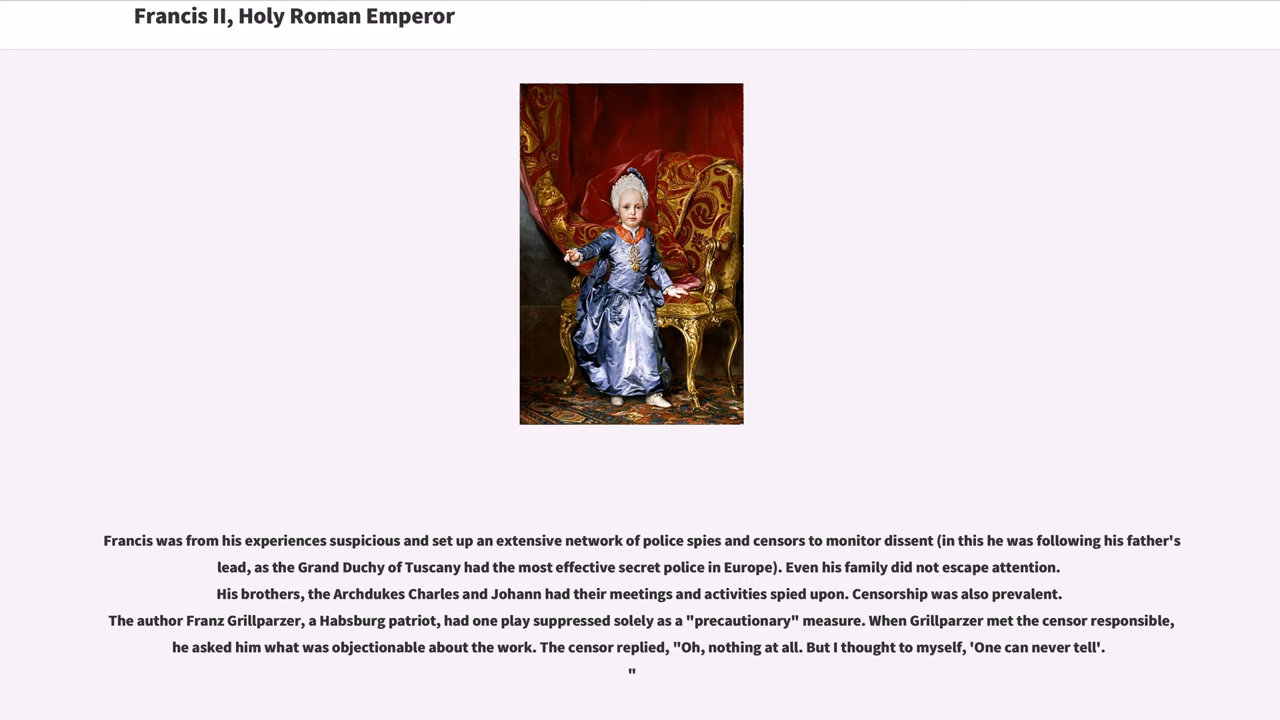 Francis II, Holy Roman Emperor
Francis was from his experiences suspicious and set up an extensive network of police spies and censors to monitor dissent (in this he was following his father's
lead, as the Grand Duchy of Tuscany had the most effective secret police in Europe). Even his family did not escape attention.
His brothers, the Archdukes Charles and Johann had their meetings and activities spied upon. Censorship was also prevalent.
The author Franz Grillparzer, a Habsburg patriot, had one play suppressed solely as a "precautionary" measure. When Grillparzer met the censor responsible,
he asked him what was objectionable about the work. The censor replied, "Oh, nothing at all. But I thought to myself, 'One can never tell'.
"